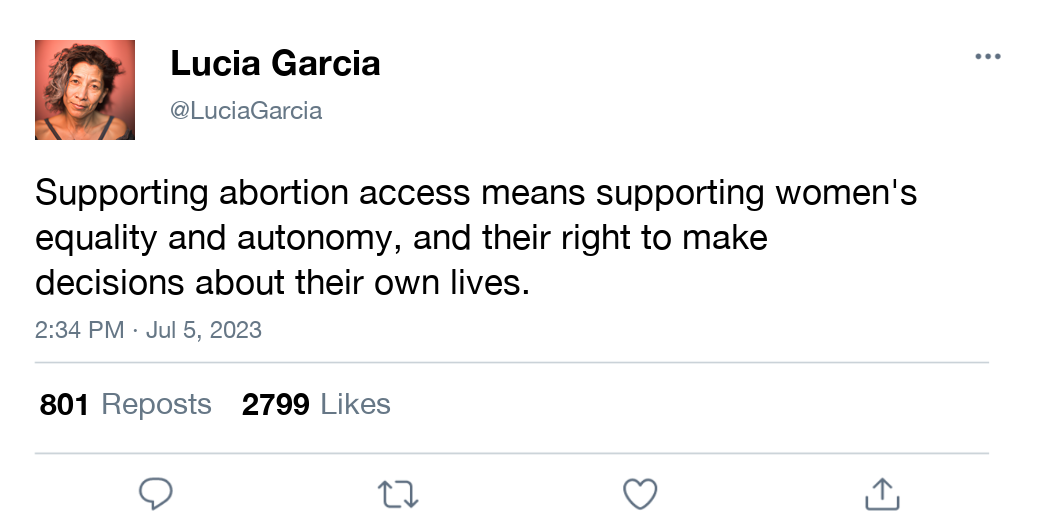 Lucia Garcia
@LuciaGarcia
Supporting abortion access means supporting women's
equality and autonomy, and their right to make
decisions about their own lives.
2:34 PM · Jul 5, 2023
801 Reposts 2799 Likes